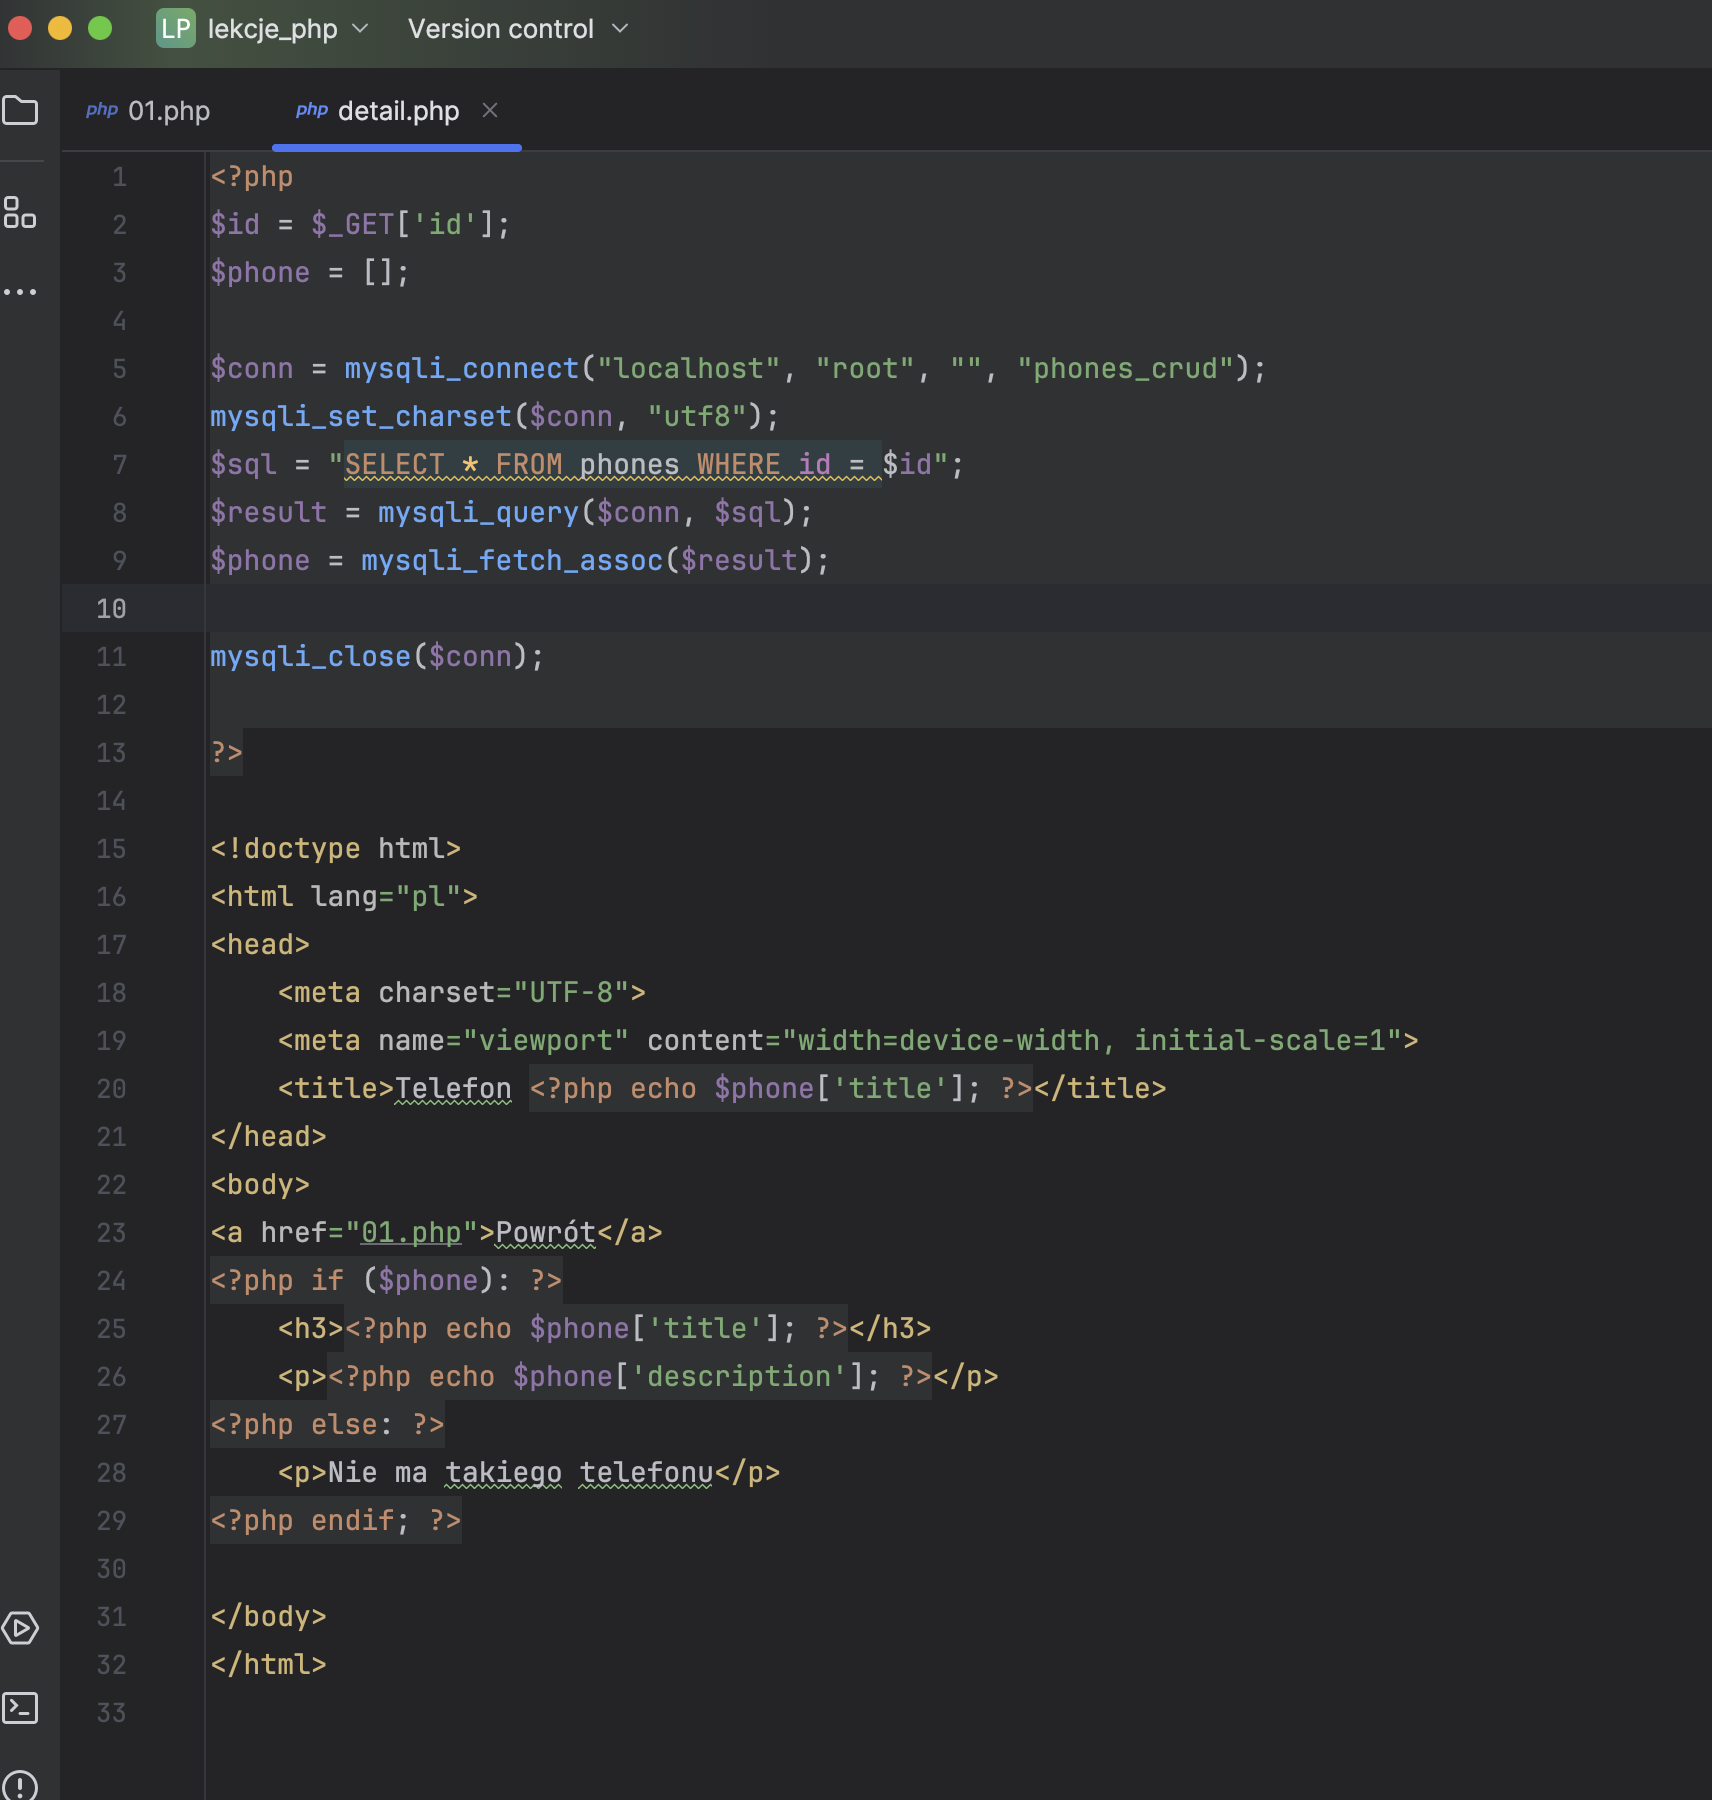 LP lekcje_php Version control
php 01.php php detail.php ×
1 <?php
2 $id = $_GET['id'];
3 $phone = [];
4
5 $conn = mysqli_connect("localhost", "root", "", "phones_crud");
6 mysqli_set_charset($conn, "utf8");
7 $sql = "SELECT * FROM phones WHERE id = $id";
8 $result = mysqli_query($conn, $sql);
9 $phone = mysqli_fetch_assoc($result);
10
11 mysqli_close($conn);
12
13 ?>
14
15 <!doctype html>
16 <html lang="pl">
17 <head>
18     <meta charset="UTF-8">
19     <meta name="viewport" content="width=device-width, initial-scale=1">
20     <title>Telefon <?php echo $phone['title']; ?></title>
21 </head>
22 <body>
23 <a href="01.php">Powrót</a>
24 <?php if ($phone): ?>
25     <h3><?php echo $phone['title']; ?></h3>
26     <p><?php echo $phone['description']; ?></p>
27 <?php else: ?>
28     <p>Nie ma takiego telefonu</p>
29 <?php endif; ?>
30
31 </body>
32 </html>
33